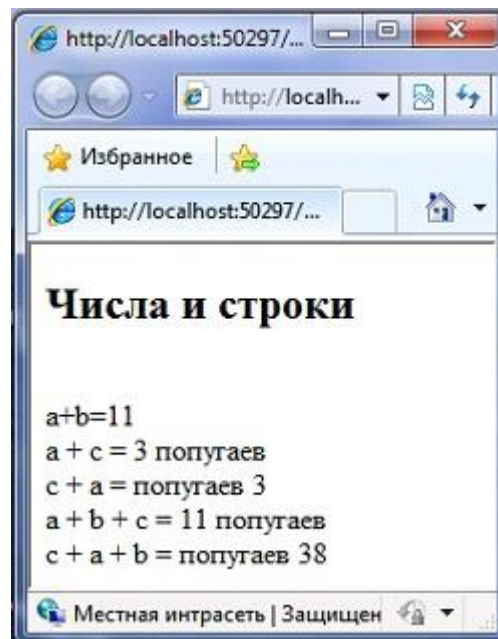 http://localhost:50297/...
http://localh...
Избранное
http://localhost:50297/...
Числа и строки
a+b=11
a + c = 3 попугаев
c + a = попугаев 3
a + b + c = 11 попугаев
c + a + b = попугаев 38
Местная интрасеть | Защищен